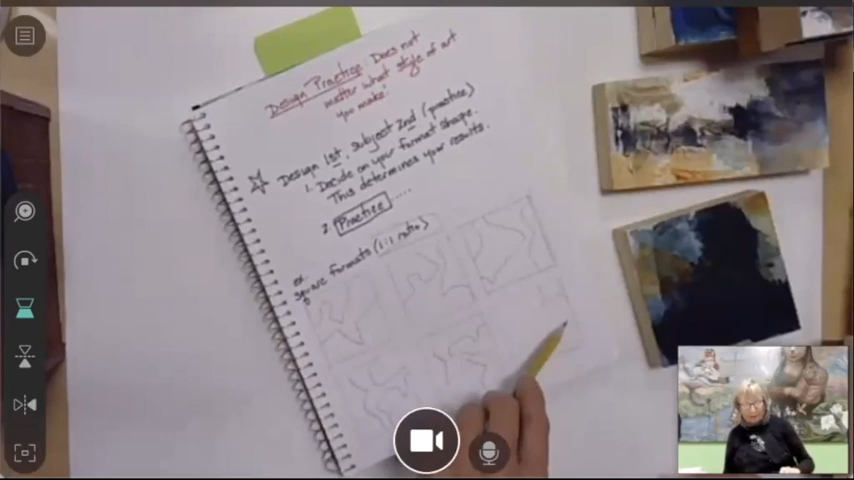 Design Practice: Does not
matter what style of art
you make!
Design 1st, subject 2nd (practice)
1. Decide on your format shape.
This determines your results.
2. Practice ....
ex.
square formats (1:1 ratio)